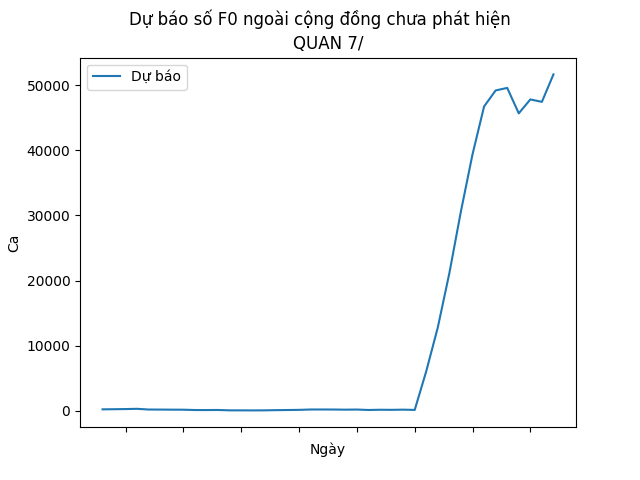 Dự báo số F0 ngoài cộng đồng chưa phát hiện
QUAN 7/
Dự báo
50000
40000
30000
20000
10000
0
Ca
Ngày